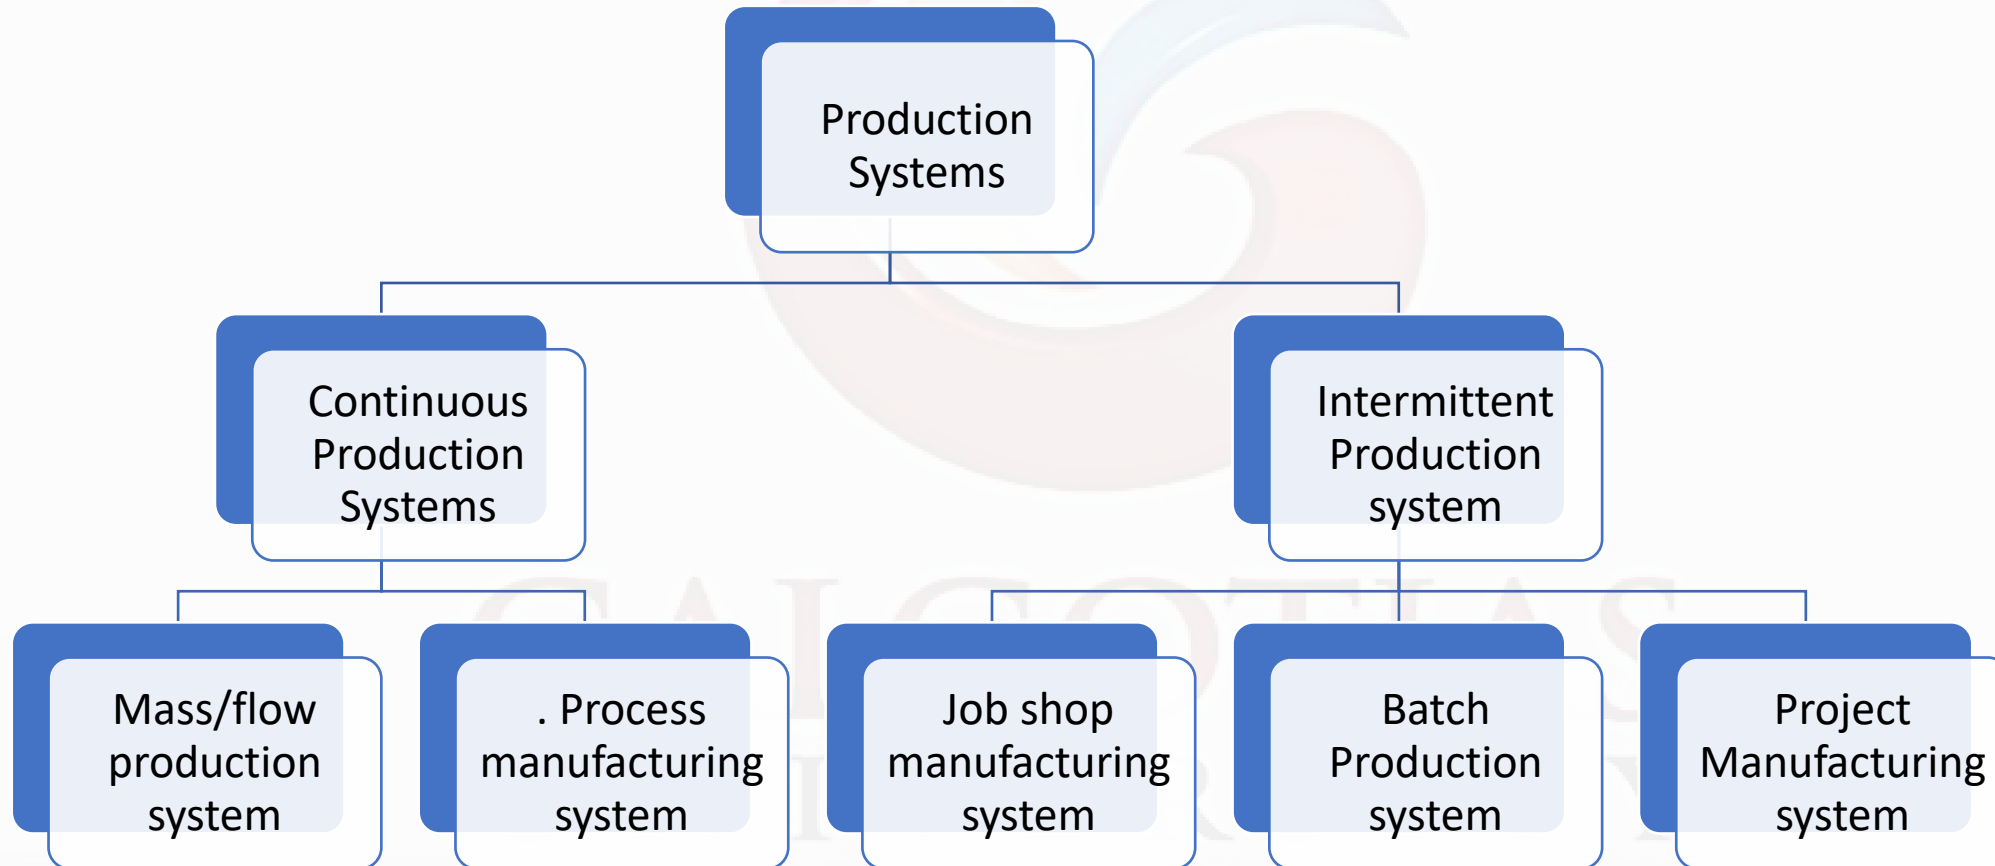 Production
Systems
Continuous
Production
Systems
Intermittent
Production
system
Mass/flow
production
system
. Process
manufacturing
system
Job shop
manufacturing
system
Batch
Production
system
Project
Manufacturing
system
GALGOTIAS